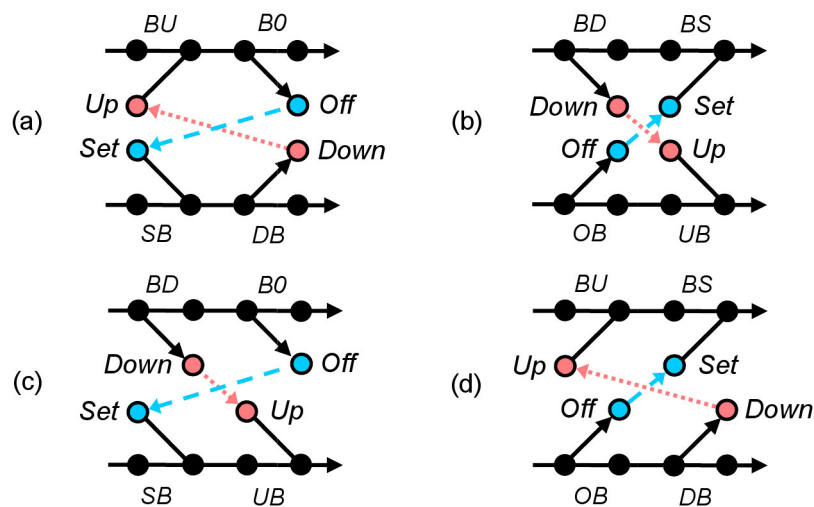 BU B0
Up Off
(a)
Set Down
SB DB
BD BS
Down Set
(b)
Off Up
OB UB
BD B0
Down Off
(c)
Set Up
SB UB
BU BS
Up Set
(d)
Off Down
OB DB